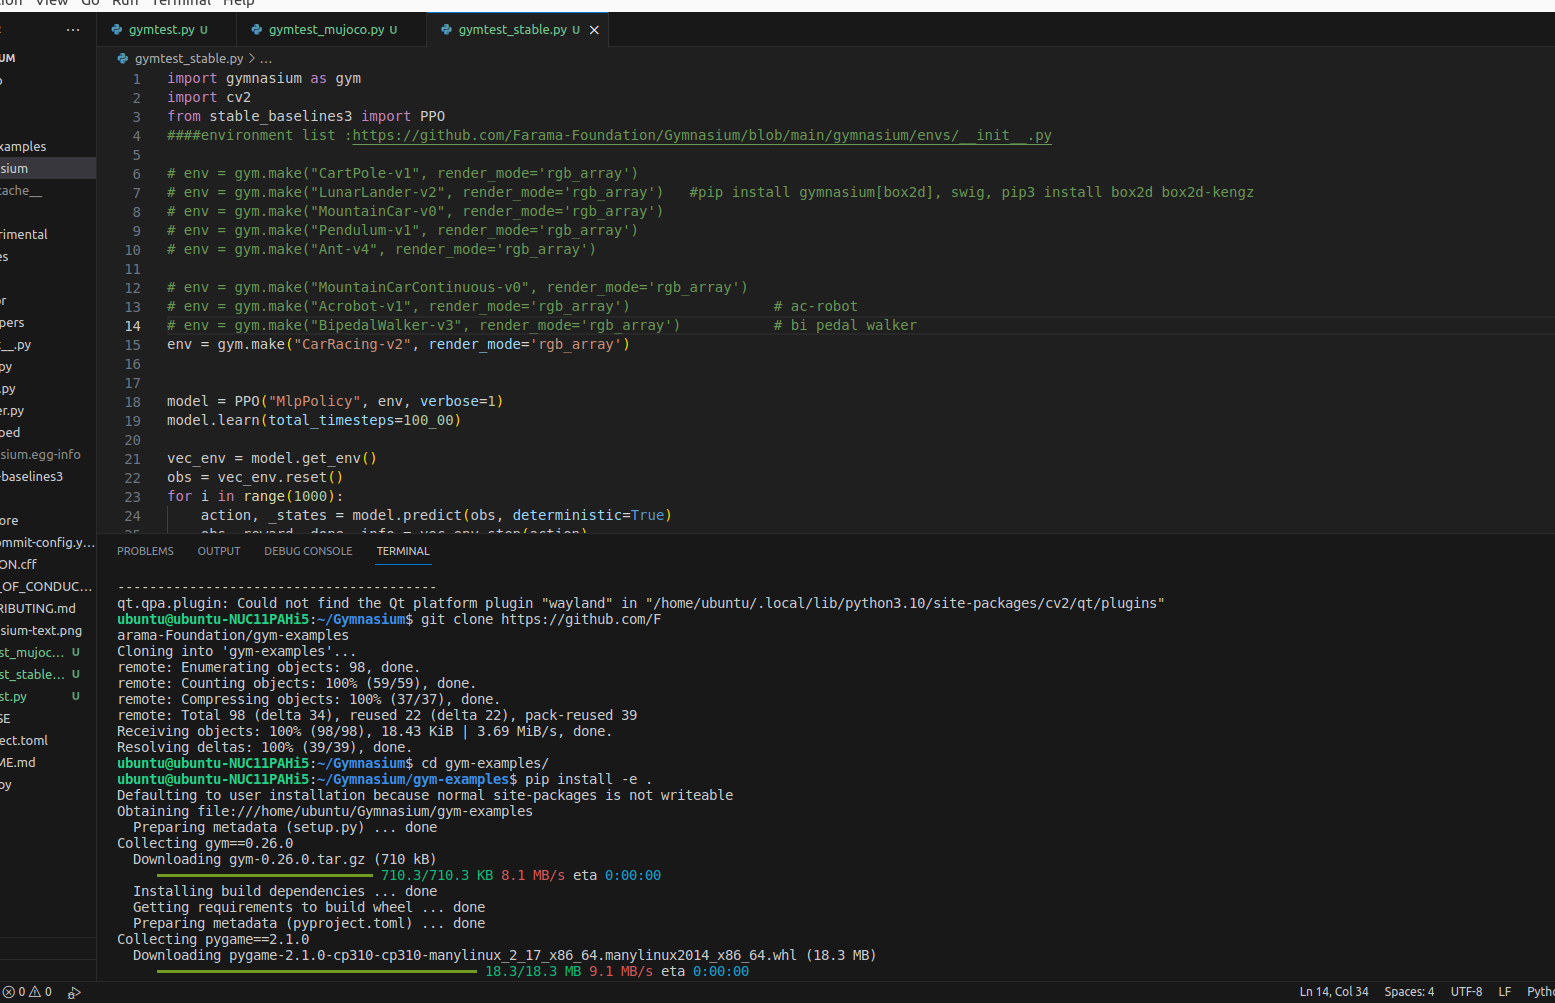 View Go Run Terminal Help
gymtest.py U gymtest_mujoco.py U gymtest_stable.py U
gymtest_stable.py > ...
1 import gymnasium as gym
2 import cv2
3 from stable_baselines3 import PPO
4 ####environment list :https://github.com/Farama-Foundation/Gymnasium/blob/main/gymnasium/envs/__init__.py
5
6 # env = gym.make("CartPole-v1", render_mode='rgb_array')
7 # env = gym.make("LunarLander-v2", render_mode='rgb_array') #pip install gymnasium[box2d], swig, pip3 install box2d box2d-kengz
8 # env = gym.make("MountainCar-v0", render_mode='rgb_array')
9 # env = gym.make("Pendulum-v1", render_mode='rgb_array')
10 # env = gym.make("Ant-v4", render_mode='rgb_array')
11
12 # env = gym.make("MountainCarContinuous-v0", render_mode='rgb_array')
13 # env = gym.make("Acrobot-v1", render_mode='rgb_array') # ac-robot
14 # env = gym.make("BipedalWalker-v3", render_mode='rgb_array') # bi pedal walker
15 env = gym.make("CarRacing-v2", render_mode='rgb_array')
16
17
18 model = PPO("MlpPolicy", env, verbose=1)
19 model.learn(total_timesteps=100_00)
20
21 vec_env = model.get_env()
22 obs = vec_env.reset()
23 for i in range(1000):
24 action, _states = model.predict(obs, deterministic=True)
25 obs, reward, done, info = vec_env.step(action)
UM
xamples
sium
cache__
rimental
es
or
pers
t__.py
py
.py
er.py
ped
sium.egg-info
-baselines3
ore
ommit-config.y...
ON.cff
_OF_CONDUC...
RIBUTING.md
sium-text.png
st_mujoc... U
st_stable... U
st.py U
SE
ect.toml
ME.md
py
PROBLEMS OUTPUT DEBUG CONSOLE TERMINAL
----------------------------------------
qt.qpa.plugin: Could not find the Qt platform plugin "wayland" in "/home/ubuntu/.local/lib/python3.10/site-packages/cv2/qt/plugins"
ubuntu@ubuntu-NUC11PAHi5:~/Gymnasium$ git clone https://github.com/F
arama-Foundation/gym-examples
Cloning into 'gym-examples'...
remote: Enumerating objects: 98, done.
remote: Counting objects: 100% (59/59), done.
remote: Compressing objects: 100% (37/37), done.
remote: Total 98 (delta 34), reused 22 (delta 22), pack-reused 39
Receiving objects: 100% (98/98), 18.43 KiB | 3.69 MiB/s, done.
Resolving deltas: 100% (39/39), done.
ubuntu@ubuntu-NUC11PAHi5:~/Gymnasium$ cd gym-examples/
ubuntu@ubuntu-NUC11PAHi5:~/Gymnasium/gym-examples$ pip install -e .
Defaulting to user installation because normal site-packages is not writeable
Obtaining file:///home/ubuntu/Gymnasium/gym-examples
Preparing metadata (setup.py) ... done
Collecting gym==0.26.0
Downloading gym-0.26.0.tar.gz (710 kB)
710.3/710.3 KB 8.1 MB/s eta 0:00:00
Installing build dependencies ... done
Getting requirements to build wheel ... done
Preparing metadata (pyproject.toml) ... done
Collecting pygame==2.1.0
Downloading pygame-2.1.0-cp310-cp310-manylinux_2_17_x86_64.manylinux2014_x86_64.whl (18.3 MB)
18.3/18.3 MB 9.1 MB/s eta 0:00:00
0 0 Ln 14, Col 34 Spaces: 4 UTF-8 LF Pytho